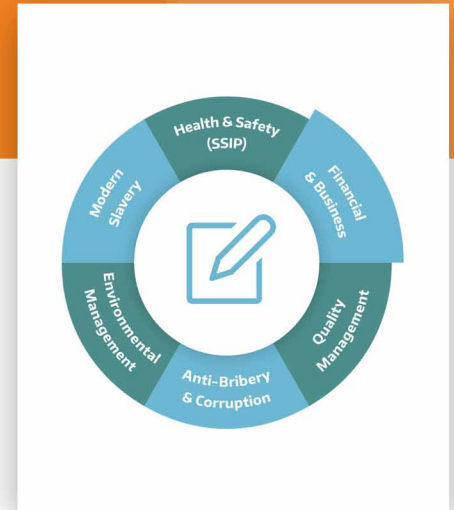 Health & Safety
(SSIP)
Financial
& Business
Quality
Management
Anti-Bribery
& Corruption
Environmental
Management
Modern
Slavery